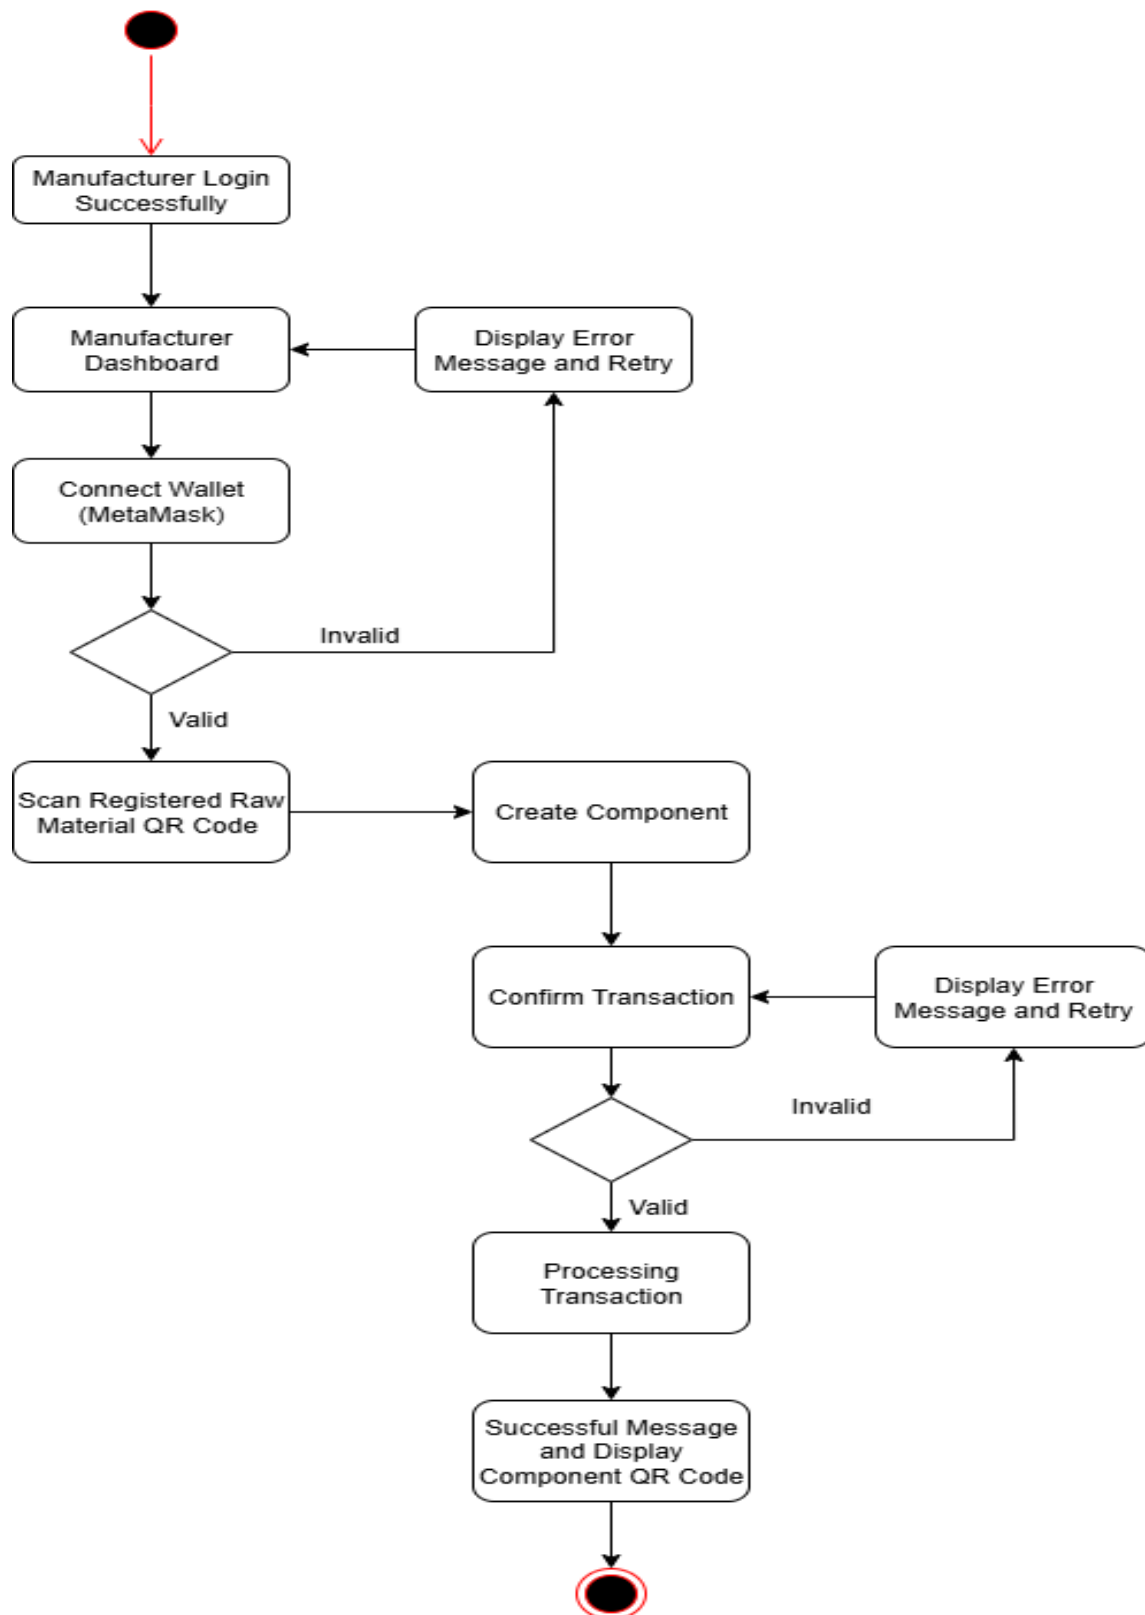 Manufacturer Login
Successfully
Manufacturer
Dashboard
Display Error
Message and Retry
Connect Wallet
(MetaMask)
Invalid
Valid
Scan Registered Raw
Material QR Code
Create Component
Confirm Transaction
Display Error
Message and Retry
Invalid
Valid
Processing
Transaction
Successful Message
and Display
Component QR Code